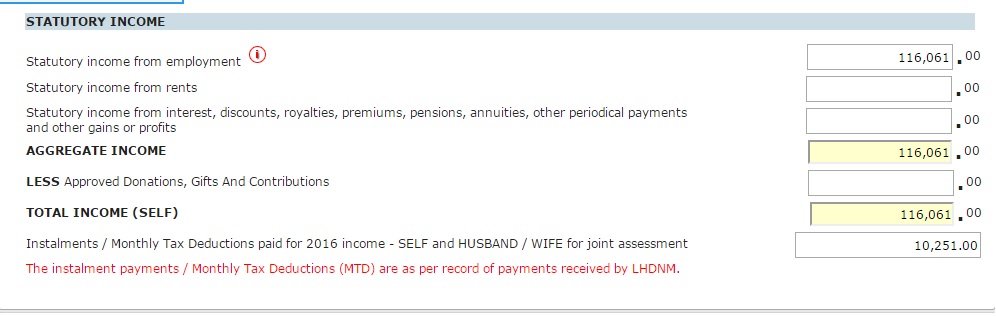 STATUTORY INCOME
Statutory income from employment i 116,061 .00
Statutory income from rents .00
Statutory income from interest, discounts, royalties, premiums, pensions, annuities, other periodical payments
and other gains or profits .00
AGGREGATE INCOME 116,061 .00
LESS Approved Donations, Gifts And Contributions .00
TOTAL INCOME (SELF) 116,061 .00
Instalments / Monthly Tax Deductions paid for 2016 income - SELF and HUSBAND / WIFE for joint assessment 10,251.00
The instalment payments / Monthly Tax Deductions (MTD) are as per record of payments received by LHDNM.